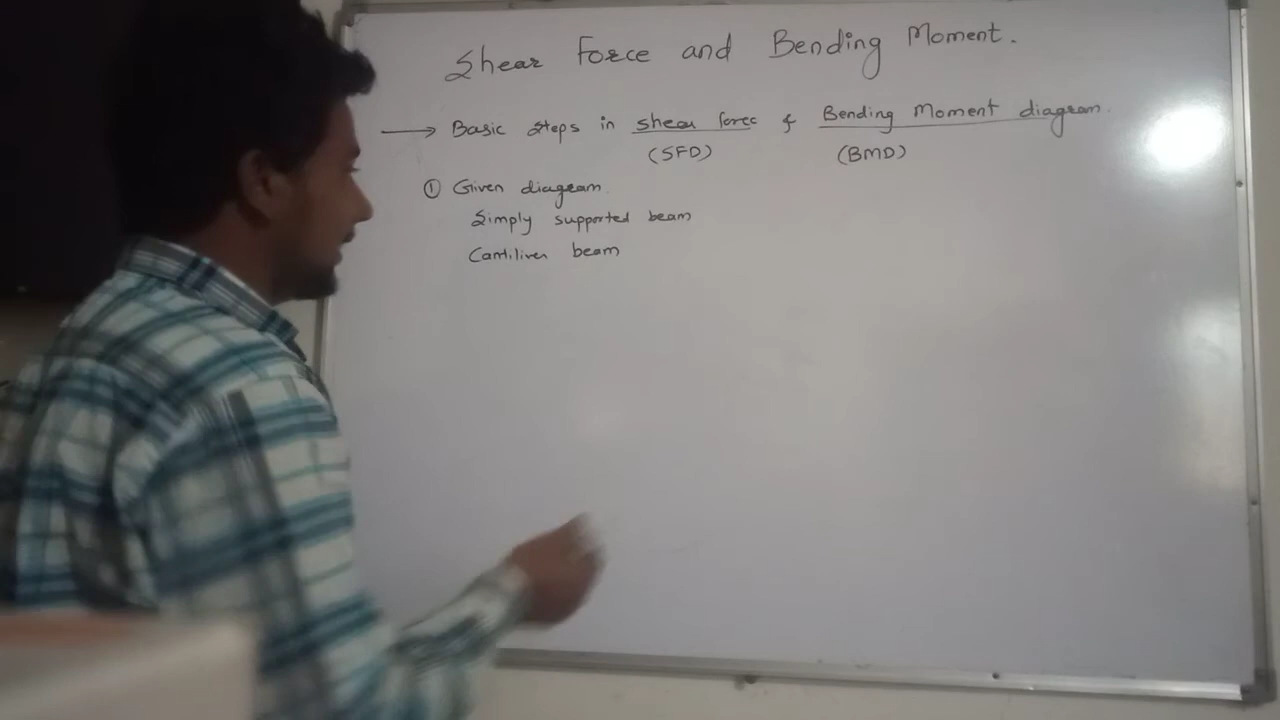 Shear Force and Bending Moment.
→ Basic Steps in shear force & Bending Moment diagram.
(SFD) (BMD)
① Given diagram
Simply supported beam
Cantiliver beam